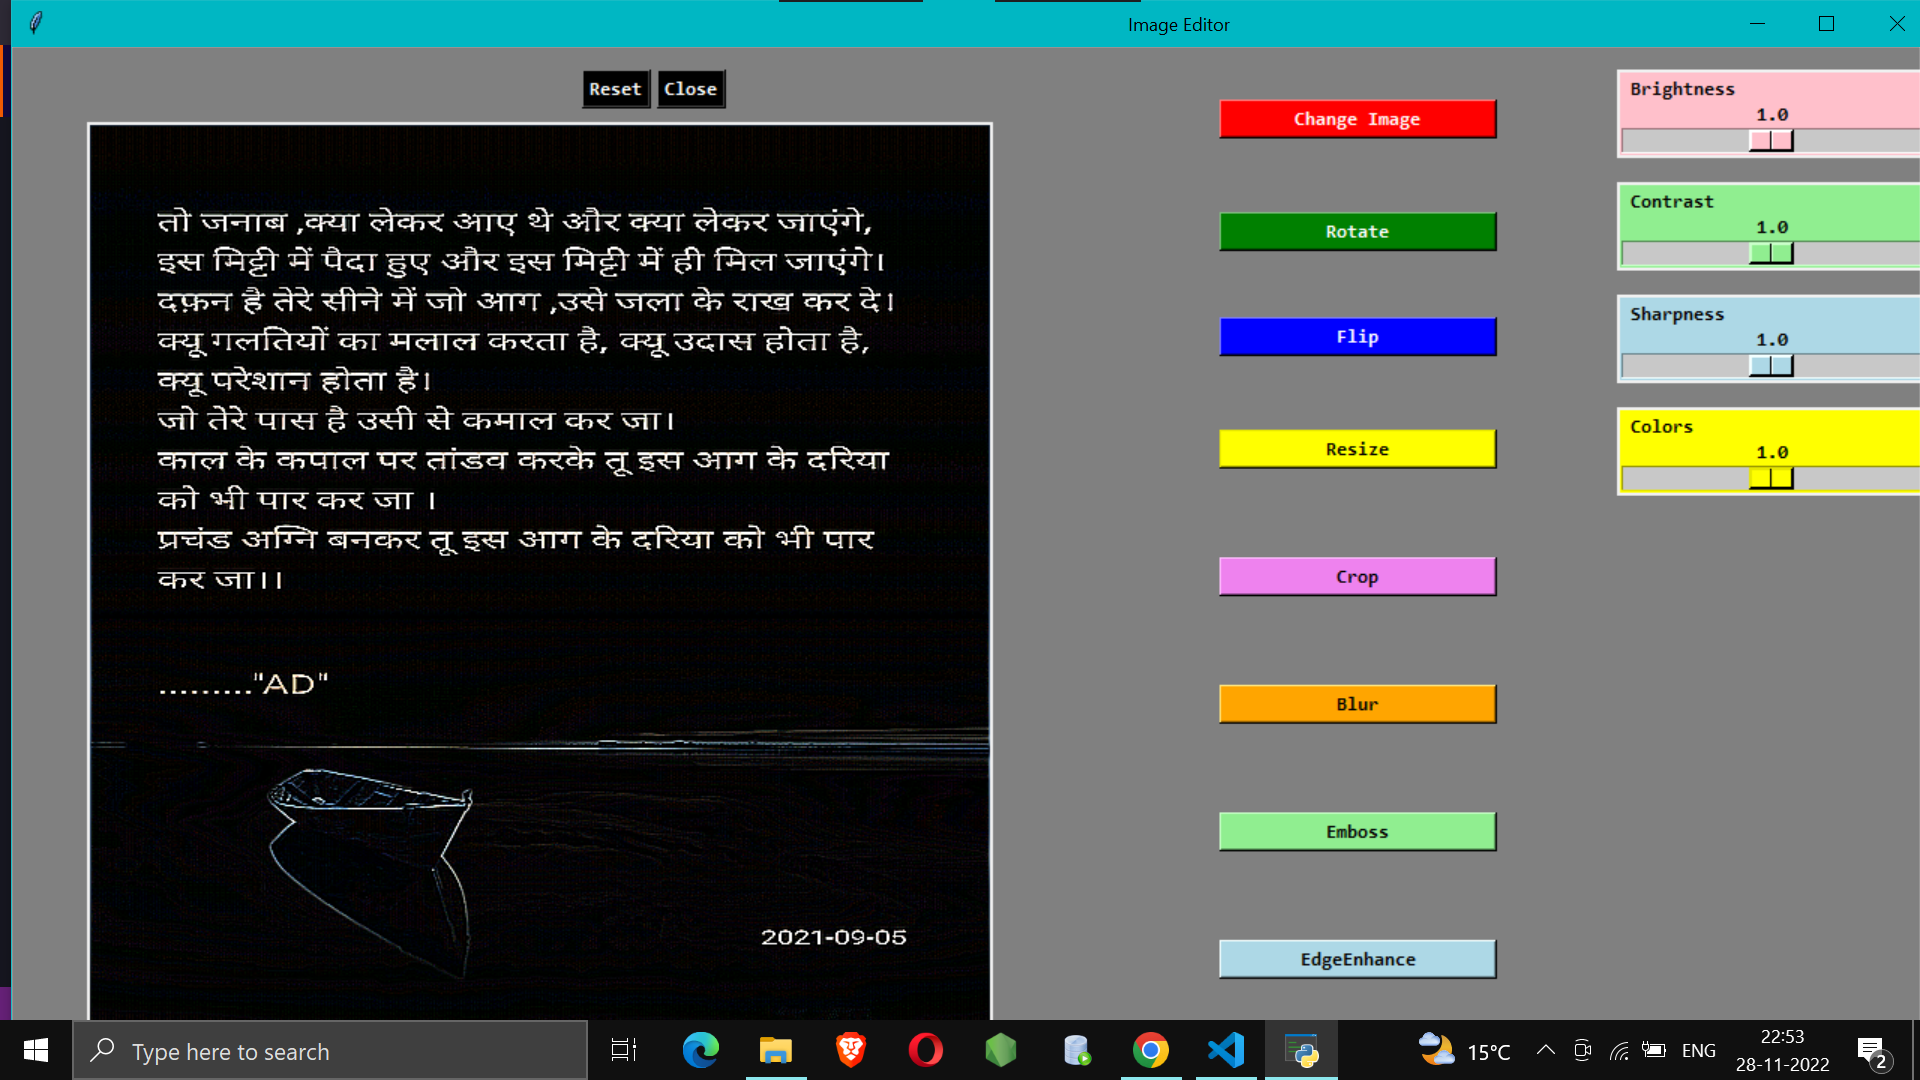 Image Editor
Reset Close
तो जनाब ,क्या लेकर आए थे और क्या लेकर जाएंगे,
इस मिट्टी में पैदा हुए और इस मिट्टी में ही मिल जाएंगे।
दफ़न है तेरे सीने में जो आग ,उसे जला के राख कर दे।
क्यू गलतियों का मलाल करता है, क्यू उदास होता है,
क्यू परेशान होता है।
जो तेरे पास है उसी से कमाल कर जा।
काल के कपाल पर तांडव करके तू इस आग के दरिया
को भी पार कर जा ।
प्रचंड अग्नि बनकर तू इस आग के दरिया को भी पार
कर जा।।
........."AD"
2021-09-05
Change Image
Rotate
Flip
Resize
Crop
Blur
Emboss
EdgeEnhance
Brightness
1.0
Contrast
1.0
Sharpness
1.0
Colors
1.0
Type here to search
15°C
ENG
22:53
28-11-2022
2